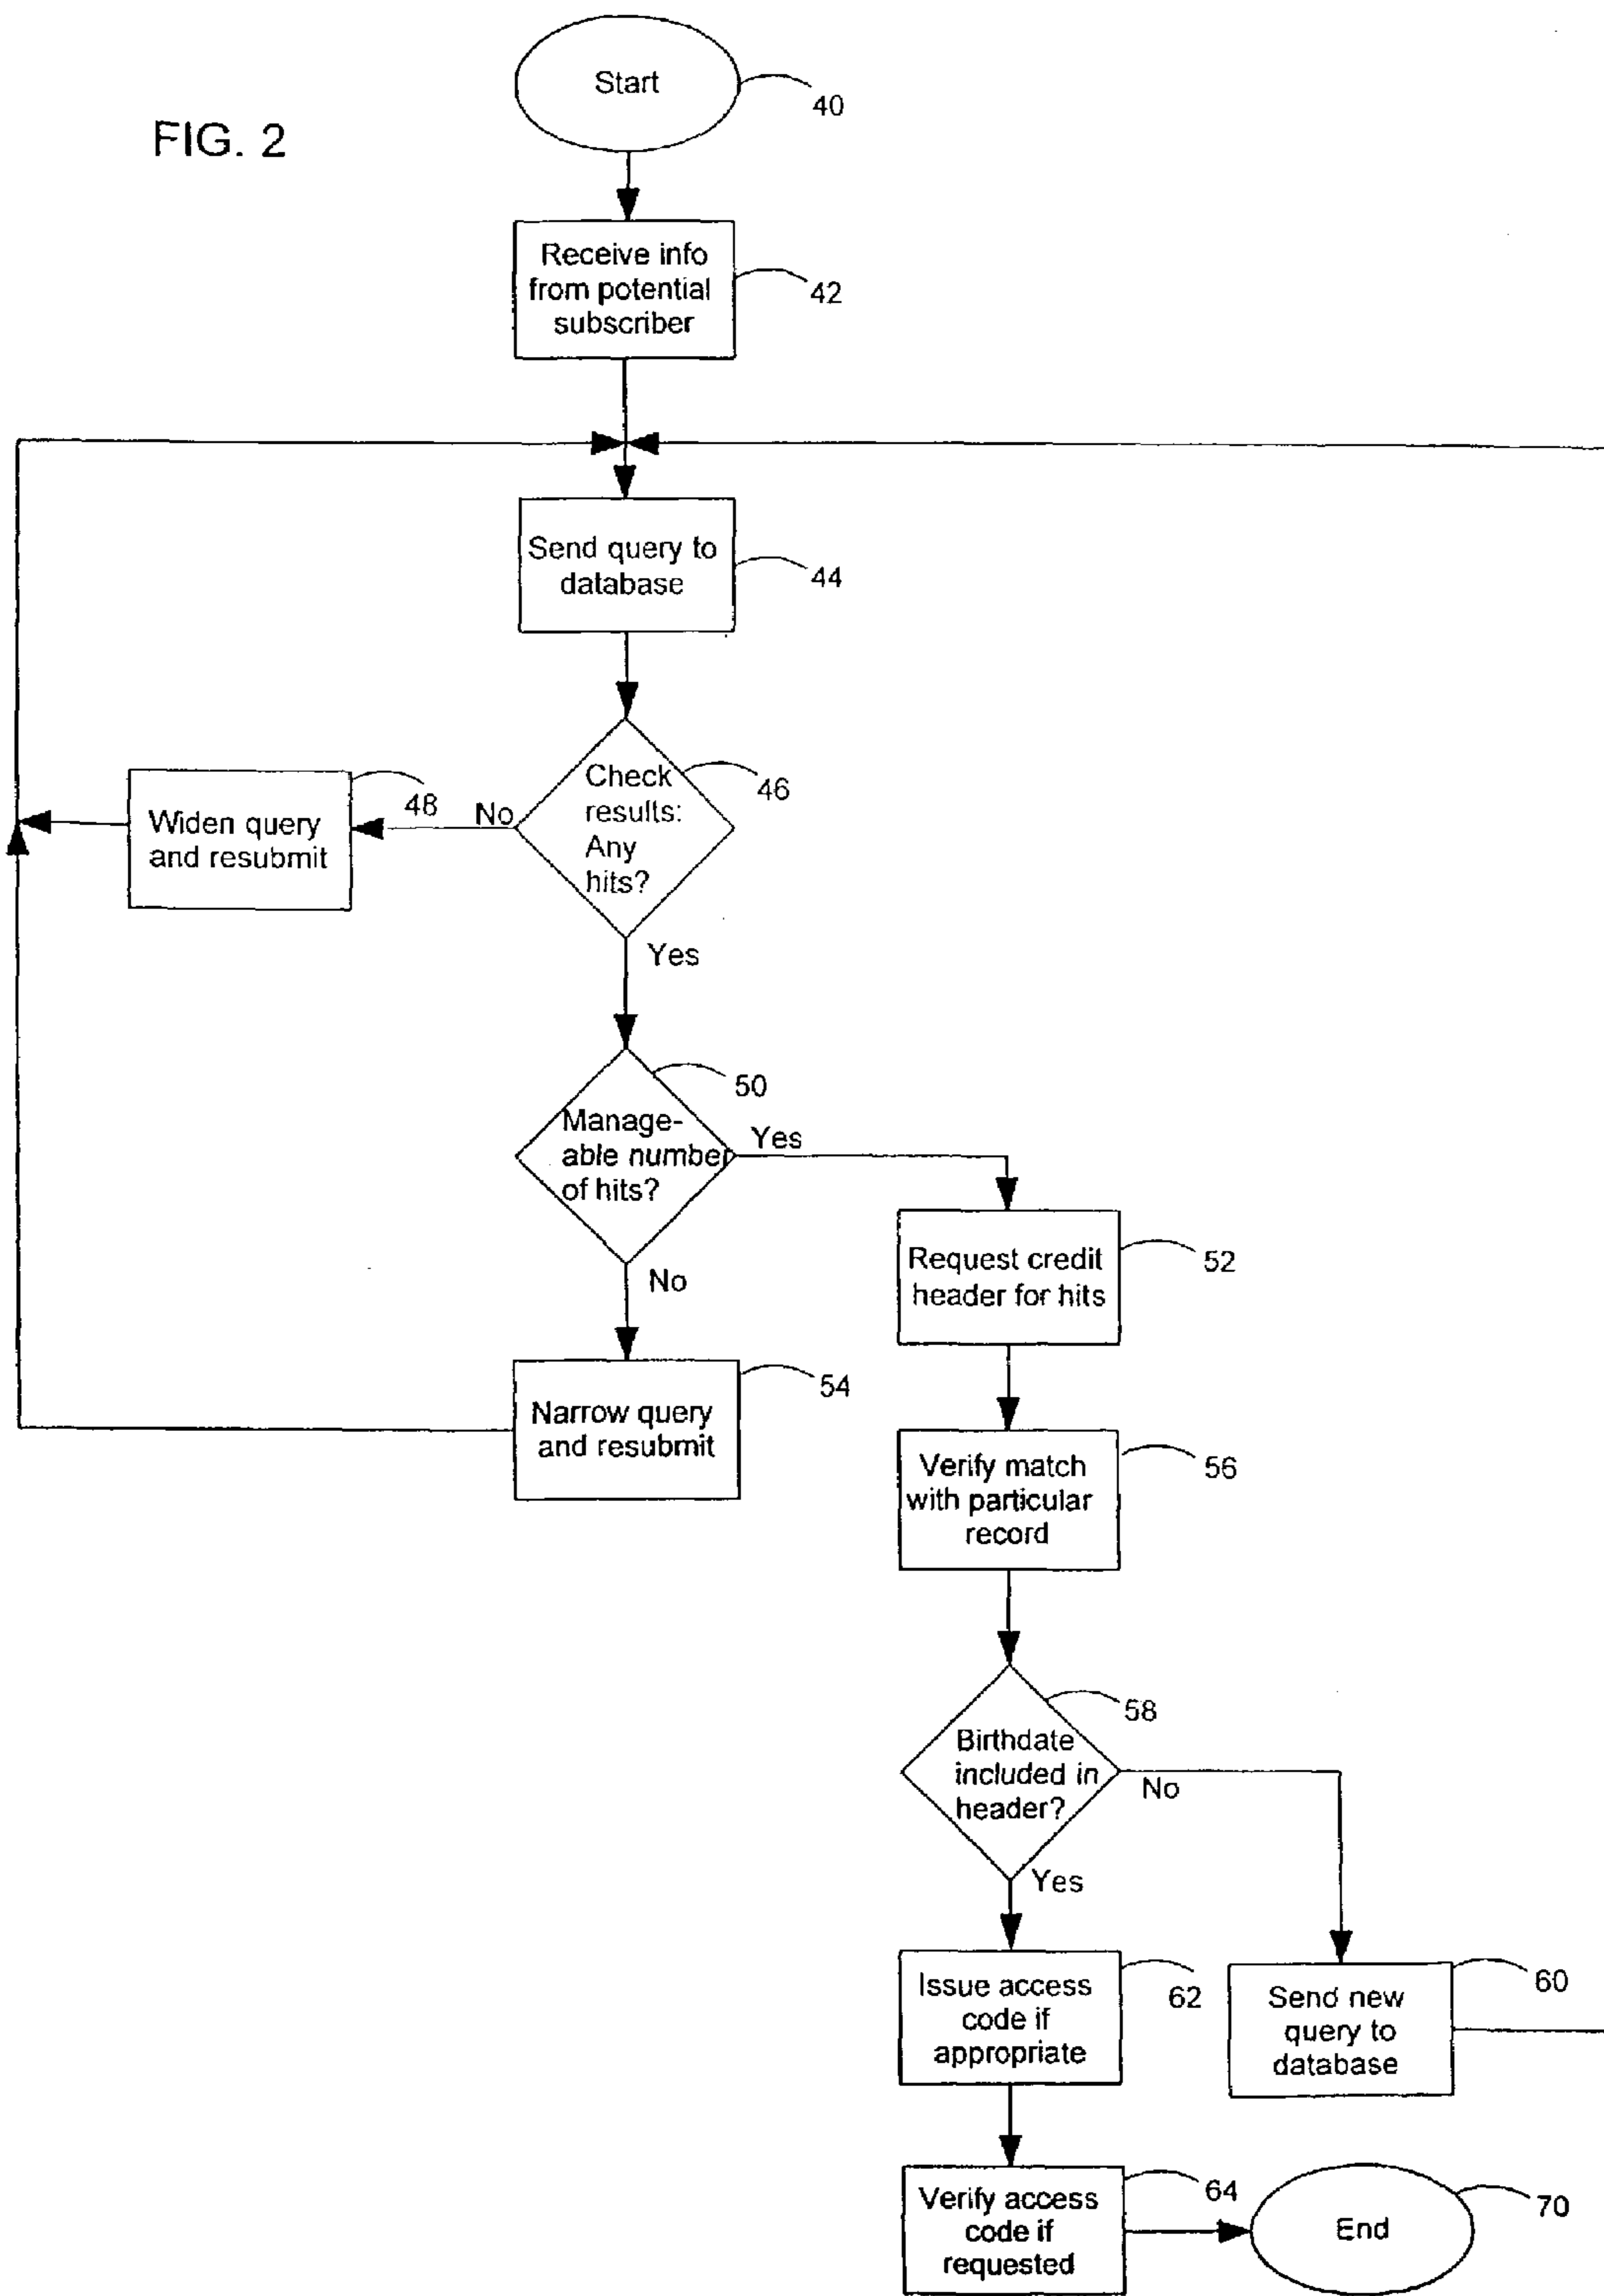 Start
40
FIG. 2
Receive info
from potential
subscriber
42
Send query to
database
44
Check
results:
Any
hits?
46
No
48
Widen query
and resubmit
Yes
50
Manage-
able number
of hits?
Yes
Request credit
header for hits
52
No
54
Narrow query
and resubmit
Verify match
with particular
record
56
58
Birthdate
included in
header?
No
Yes
Issue access
code if
appropriate
62
60
Send new
query to
database
64
Verify access
code if
requested
End
70